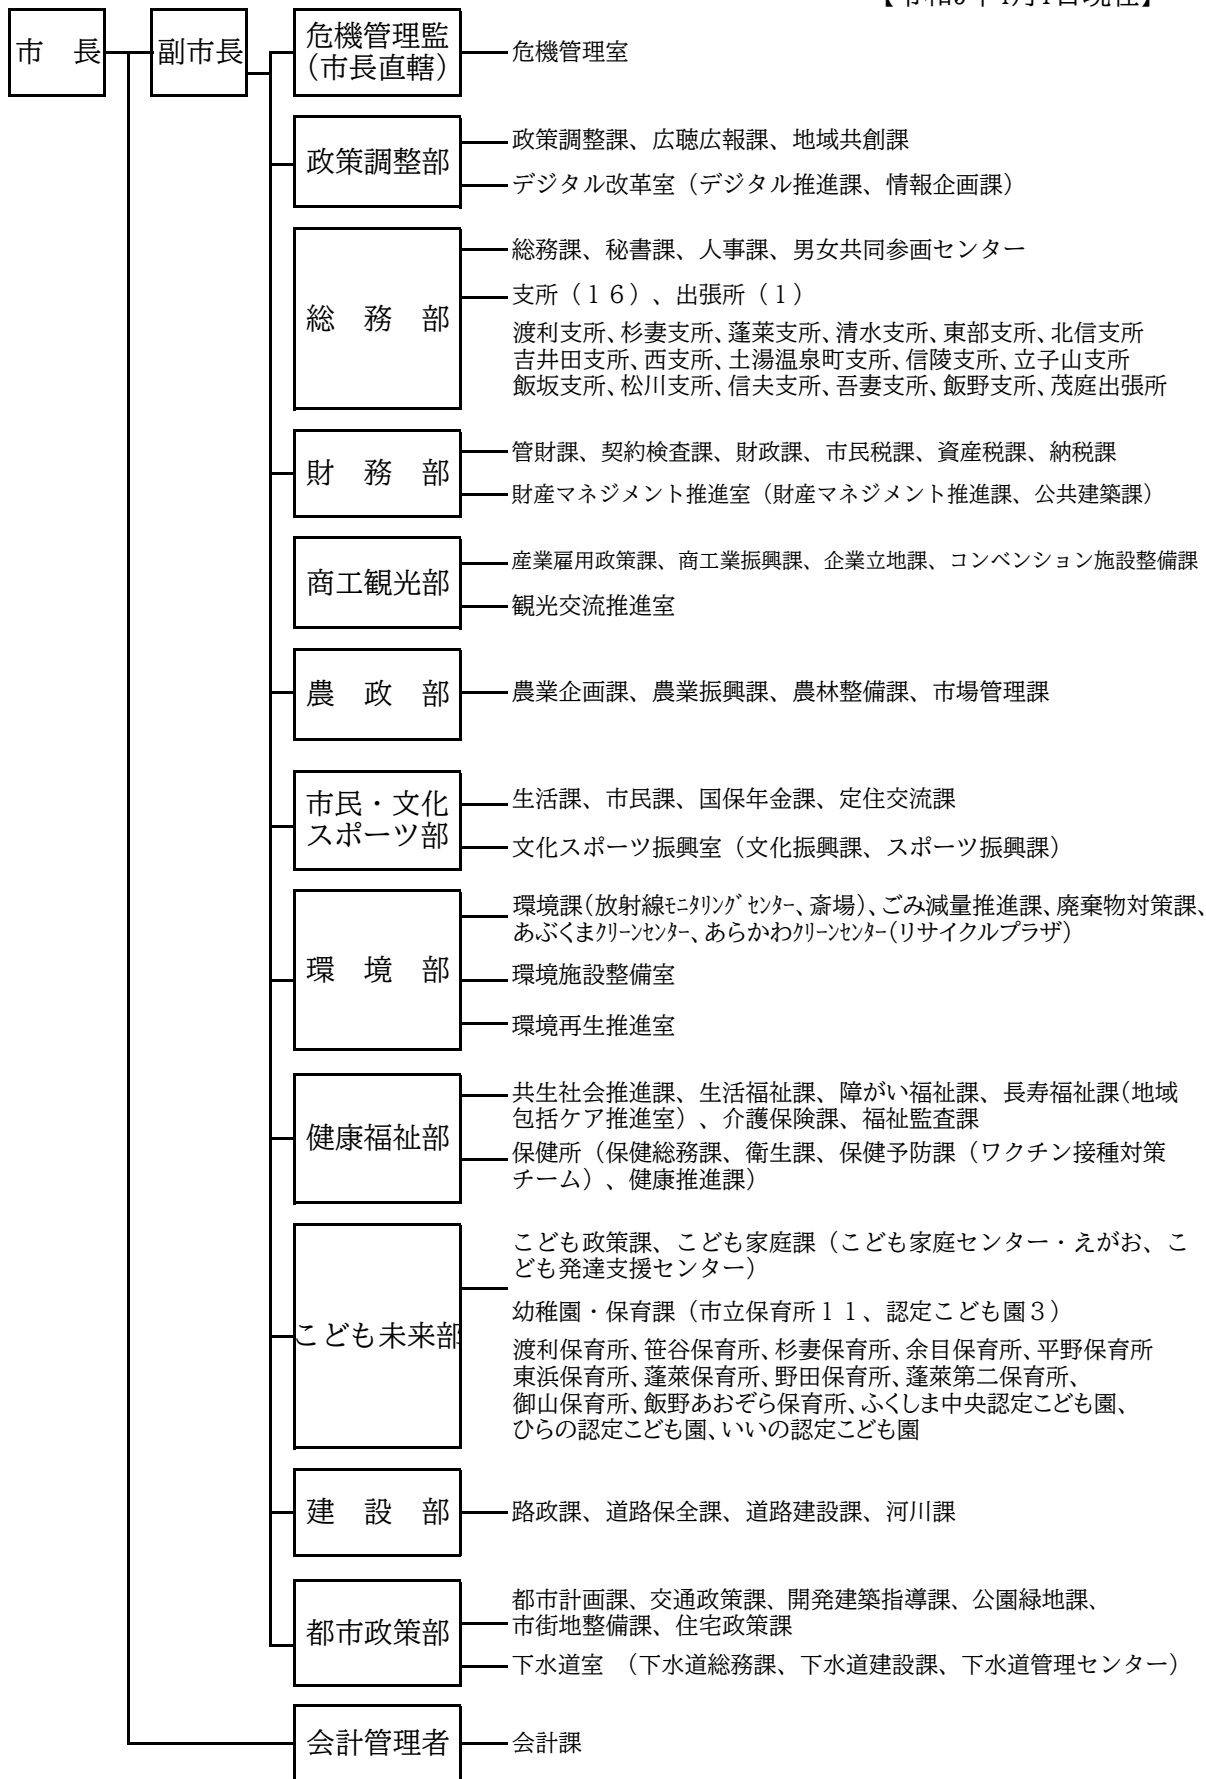 市　長
副市長
危機管理監
（市長直轄）
危機管理室
政策調整部
政策調整課、広聴広報課、地域共創課
デジタル改革室（デジタル推進課、情報企画課）
総　務　部
総務課、秘書課、人事課、男女共同参画センター
支所（１６）、出張所（１）
渡利支所、杉妻支所、蓬莱支所、清水支所、東部支所、北信支所
吉井田支所、西支所、土湯温泉町支所、信陵支所、立子山支所
飯坂支所、松川支所、信夫支所、吾妻支所、飯野支所、茂庭出張所
財　務　部
管財課、契約検査課、財政課、市民税課、資産税課、納税課
財産マネジメント推進室（財産マネジメント推進課、公共建築課）
商工観光部
産業雇用政策課、商工業振興課、企業立地課、コンベンション施設整備課
観光交流推進室
農　政　部
農業企画課、農業振興課、農林整備課、市場管理課
市民・文化
スポーツ部
生活課、市民課、国保年金課、定住交流課
文化スポーツ振興室（文化振興課、スポーツ振興課）
環　境　部
環境課(放射線ﾓﾆﾀﾘﾝｸﾞｾﾝﾀｰ、斎場)、ごみ減量推進課、廃棄物対策課、
あぶくまｸﾘｰﾝｾﾝﾀｰ、あらかわｸﾘｰﾝｾﾝﾀｰ(リサイクルプラザ)
環境施設整備室
環境再生推進室
健康福祉部
共生社会推進課、生活福祉課、障がい福祉課、長寿福祉課(地域
包括ケア推進室）、介護保険課、福祉監査課
保健所（保健総務課、衛生課、保健予防課（ワクチン接種対策
チーム）、健康推進課）
こども未来部
こども政策課、こども家庭課（こども家庭センター・えがお、こ
ども発達支援センター）
幼稚園・保育課（市立保育所１１、認定こども園３）
渡利保育所、笹谷保育所、杉妻保育所、余目保育所、平野保育所
東浜保育所、蓬莱保育所、野田保育所、蓬莱第二保育所、
御山保育所、飯野あおぞら保育所、ふくしま中央認定こども園、
ひらの認定こども園、いいの認定こども園
建　設　部
路政課、道路保全課、道路建設課、河川課
都市政策部
都市計画課、交通政策課、開発建築指導課、公園緑地課、
市街地整備課、住宅政策課
下水道室　（下水道総務課、下水道建設課、下水道管理センター）
会計管理者
会計課